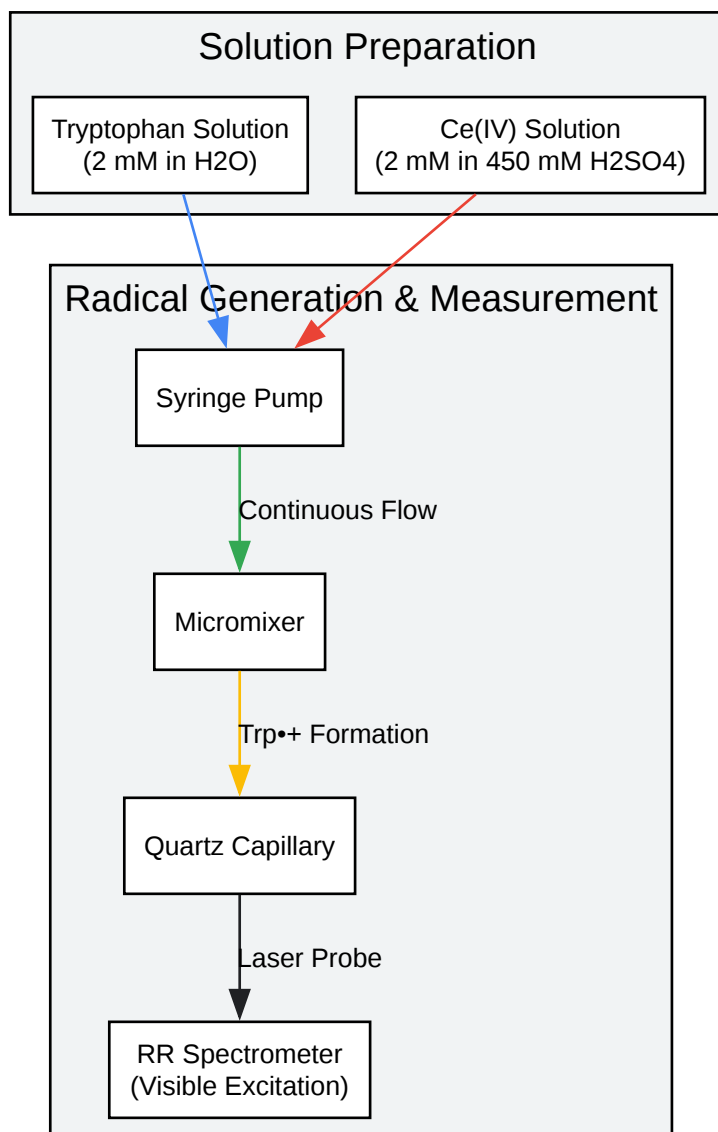 Solution Preparation
Tryptophan Solution
(2 mM in H2O)
Ce(IV) Solution
(2 mM in 450 mM H2SO4)
Radical Generation & Measurement
Syringe Pump
Continuous Flow
Micromixer
Trp•+ Formation
Quartz Capillary
Laser Probe
RR Spectrometer
(Visible Excitation)